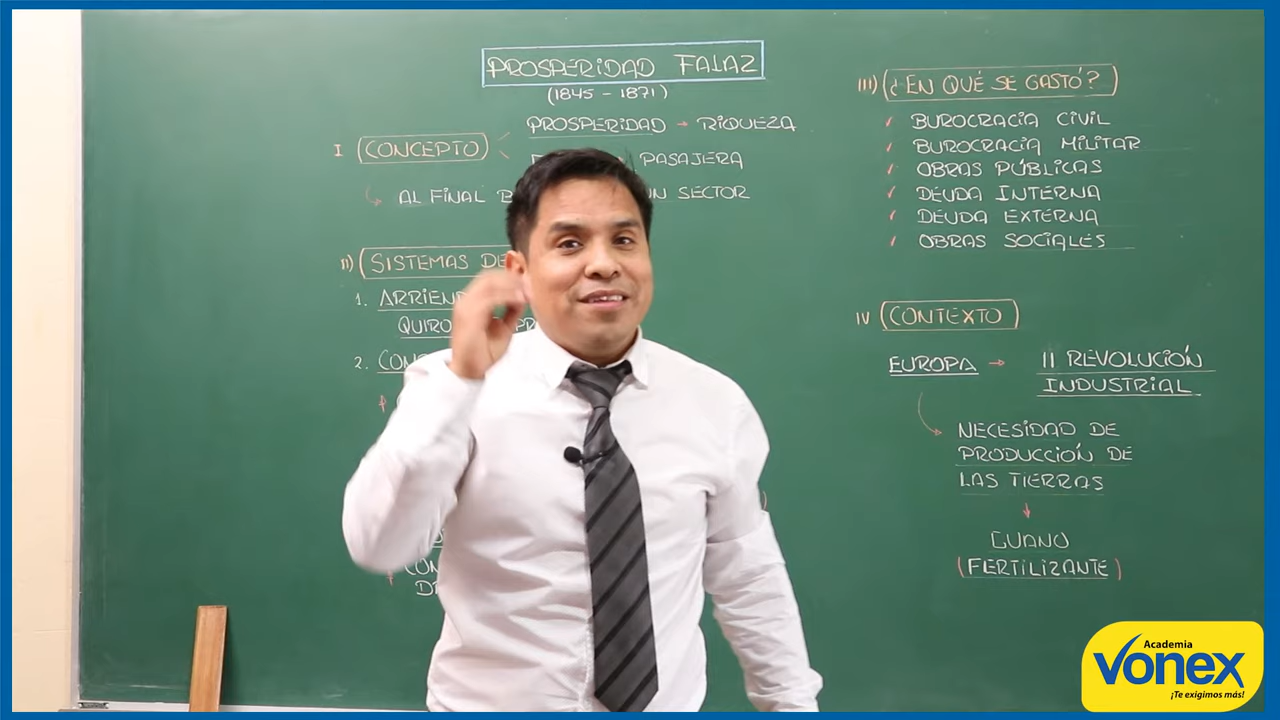 PROSPERIDAD FALAZ
(1845 - 1871)
I (CONCEPTO)
PROSPERIDAD → RIQUEZA
PASAJERA
AL FINAL B UN SECTOR
II) (SISTEMAS DE
1. ARRIEN
QUIRO
2. CON
CON
III) (¿EN QUÉ SE GASTÓ?)
BUROCRACIA CIVIL
BUROCRACIA MILITAR
OBRAS PÚBLICAS
DEUDA INTERNA
DEUDA EXTERNA
OBRAS SOCIALES
IV (CONTEXTO)
EUROPA → II REVOLUCIÓN
INDUSTRIAL
NECESIDAD DE
PRODUCCIÓN DE
LAS TIERRAS
GUANO
(FERTILIZANTE)
Academia
Vonex
¡Te exigimos más!